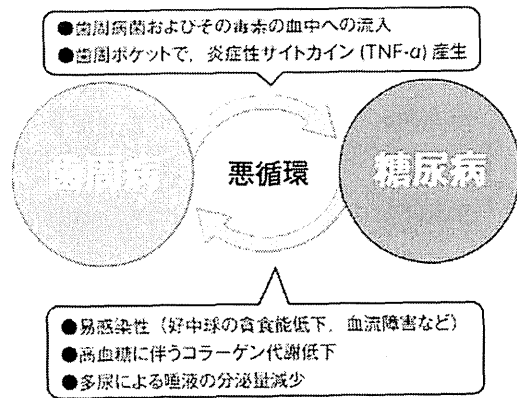 ●歯周病菌およびその毒素の血中への流入
●歯周ポケットで，炎症性サイトカイン (TNF-α) 産生
歯周病
悪循環
糖尿病
●易感染性（好中球の貪食能低下，血流障害など）
●高血糖に伴うコラーゲン代謝低下
●多尿による唾液の分泌量減少